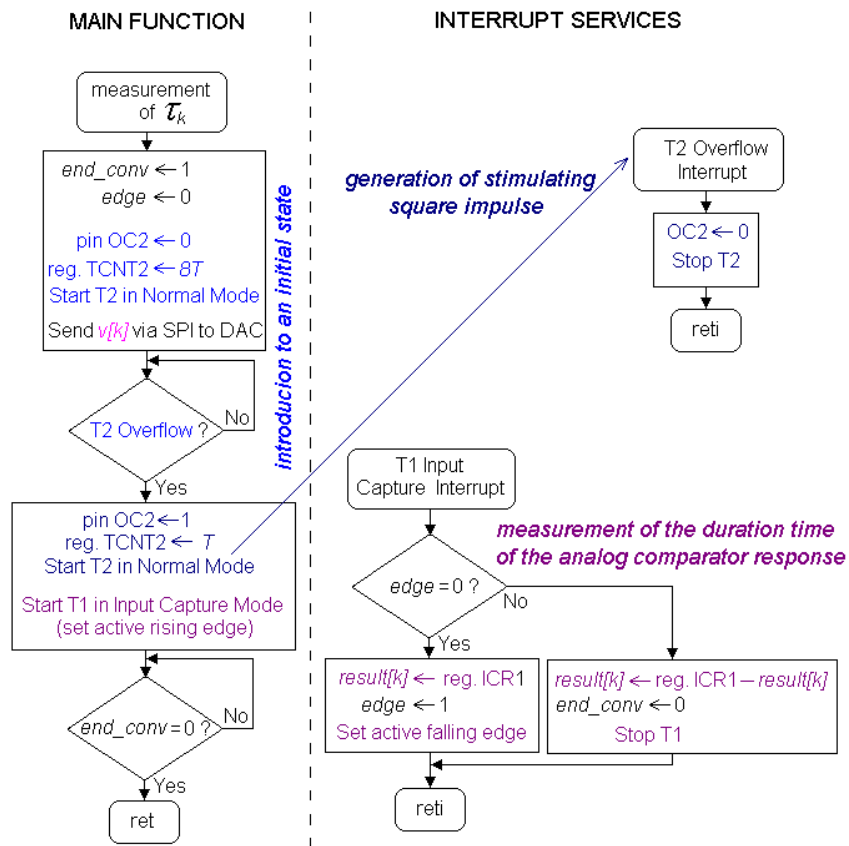 MAIN FUNCTION
measurement
of τk
end_conv ← 1
edge ← 0
pin OC2 ← 0
reg. TCNT2 ← 8T
Start T2 in Normal Mode
Send v[k] via SPI to DAC
introducion to an initial state
T2 Overflow ?
No
Yes
pin OC2 ← 1
reg. TCNT2 ← T
Start T2 in Normal Mode
Start T1 in Input Capture Mode
(set active rising edge)
end_conv = 0 ?
No
Yes
ret
INTERRUPT SERVICES
generation of stimulating
square impulse
T2 Overflow
Interrupt
OC2 ← 0
Stop T2
reti
T1 Input
Capture Interrupt
measurement of the duration time
of the analog comparator response
edge = 0 ?
No
Yes
result[k] ← reg. ICR1
edge ← 1
Set active falling edge
result[k] ← reg. ICR1 – result[k]
end_conv ← 0
Stop T1
reti